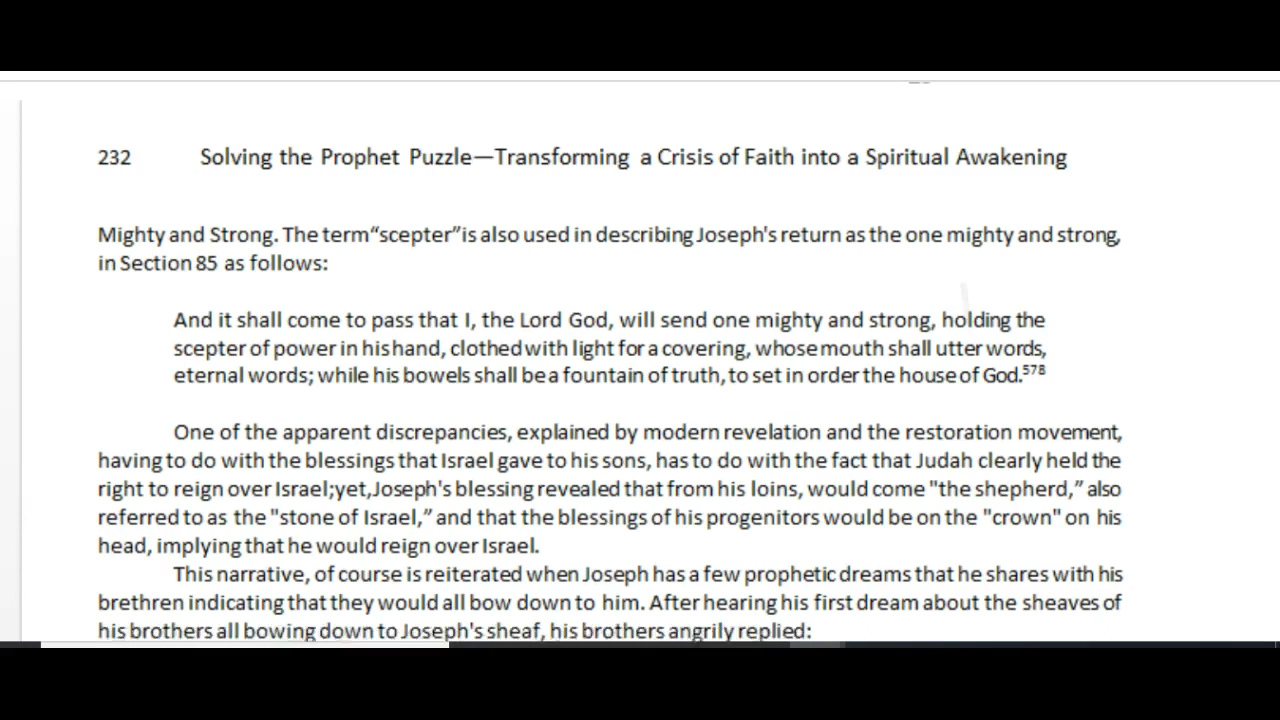 232 Solving the Prophet Puzzle—Transforming a Crisis of Faith into a Spiritual Awakening
Mighty and Strong. The term“scepter”is also used in describing Joseph's return as the one mighty and strong,
in Section 85 as follows:
And it shall come to pass that I, the Lord God, will send one mighty and strong, holding the
scepter of power in his hand, clothed with light for a covering, whose mouth shall utter words,
eternal words; while his bowels shall be a fountain of truth, to set in order the house of God.⁵⁷⁸
One of the apparent discrepancies, explained by modern revelation and the restoration movement,
having to do with the blessings that Israel gave to his sons, has to do with the fact that Judah clearly held the
right to reign over Israel;yet,Joseph's blessing revealed that from his loins, would come "the shepherd,” also
referred to as the "stone of Israel,” and that the blessings of his progenitors would be on the "crown" on his
head, implying that he would reign over Israel.
This narrative, of course is reiterated when Joseph has a few prophetic dreams that he shares with his
brethren indicating that they would all bow down to him. After hearing his first dream about the sheaves of
his brothers all bowing down to Joseph's sheaf, his brothers angrily replied: